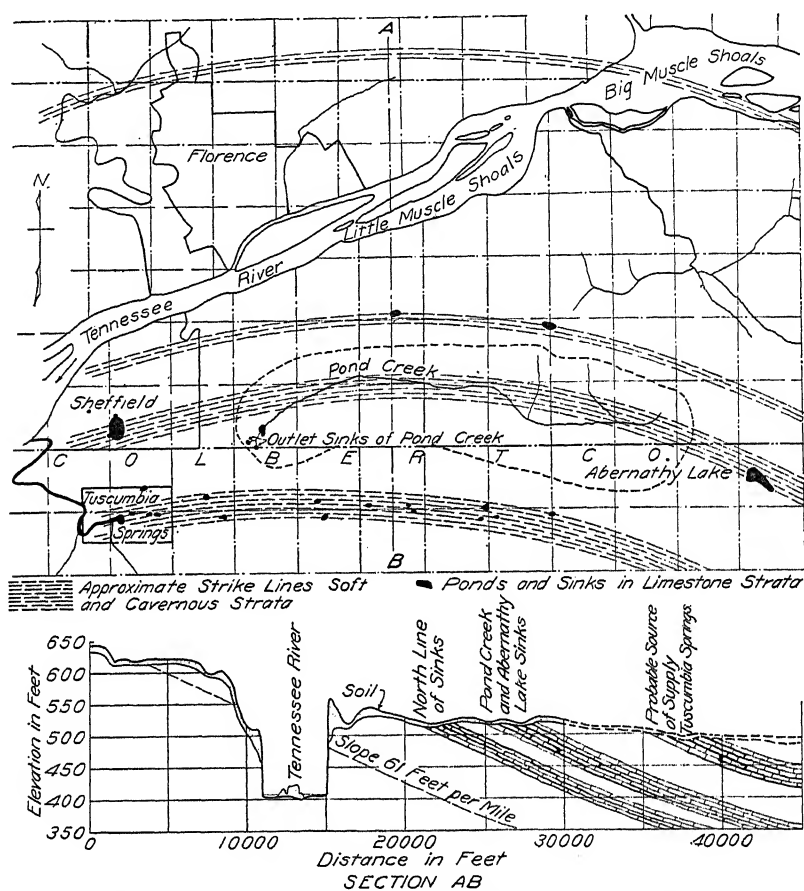 A
Big Muscle Shoals
Florence
N.
Little Muscle Shoals
Tennessee River
Pond Creek
Sheffield
Outlet Sinks of Pond Creek
COLBERT CO.
Abernathy Lake
Tuscumbia
Springs
B
Approximate Strike Lines Soft
and Cavernous Strata
Ponds and Sinks in Limestone Strata
650
600
550
500
450
400
350
Elevation in Feet
Tennessee River
Soil
North Line
of Sinks
Pond Creek
and Abernathy
Lake Sinks
Probable Source
of Supply
Tuscumbia Springs
Slope 61 Feet per Mile
0 10000 20000 30000 40000
Distance in Feet
SECTION AB